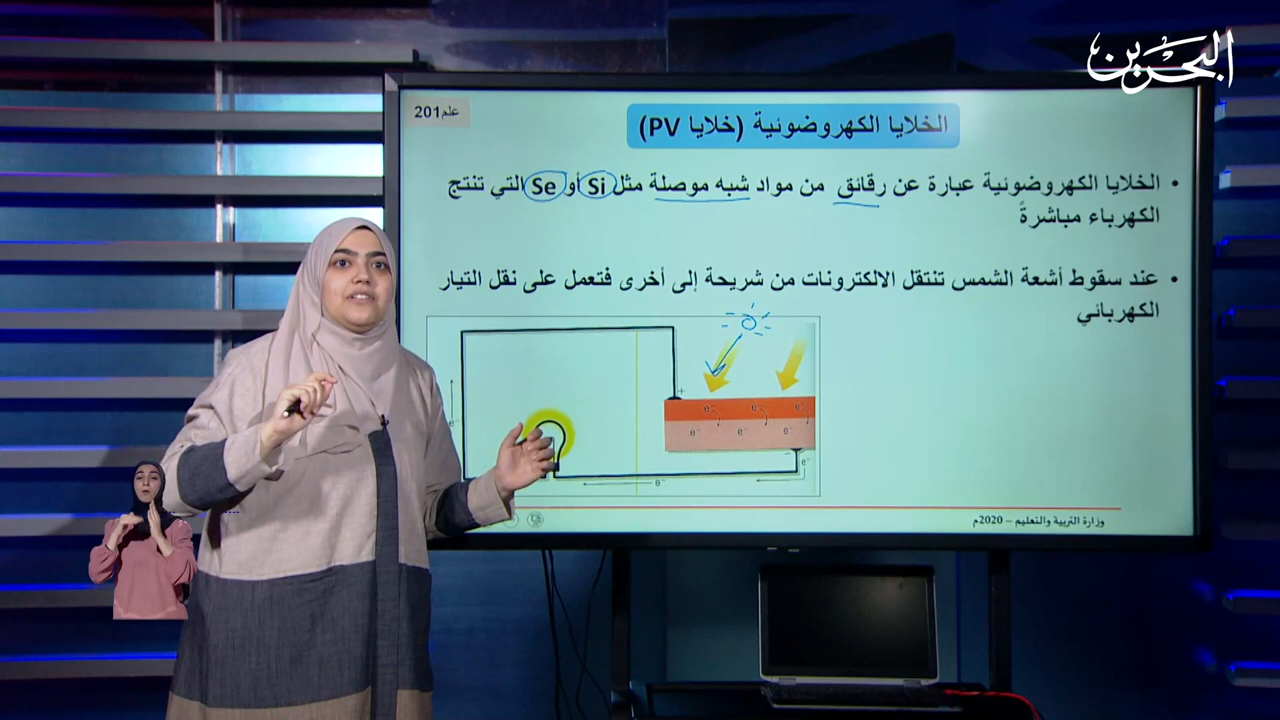 البحرين
علم201
الخلايا الكهروضوئية (خلايا PV)
• الخلايا الكهروضوئية عبارة عن رقائق من مواد شبه موصلة مثل Si أو Se التي تنتج
الكهرباء مباشرةً
• عند سقوط أشعة الشمس تنتقل الالكترونات من شريحة إلى أخرى فتعمل على نقل التيار
الكهربائي
+
e⁻ e⁻ e⁻
e⁻ e⁻ e⁻
e⁻
− e⁻
e⁻
وزارة التربية والتعليم – 2020م